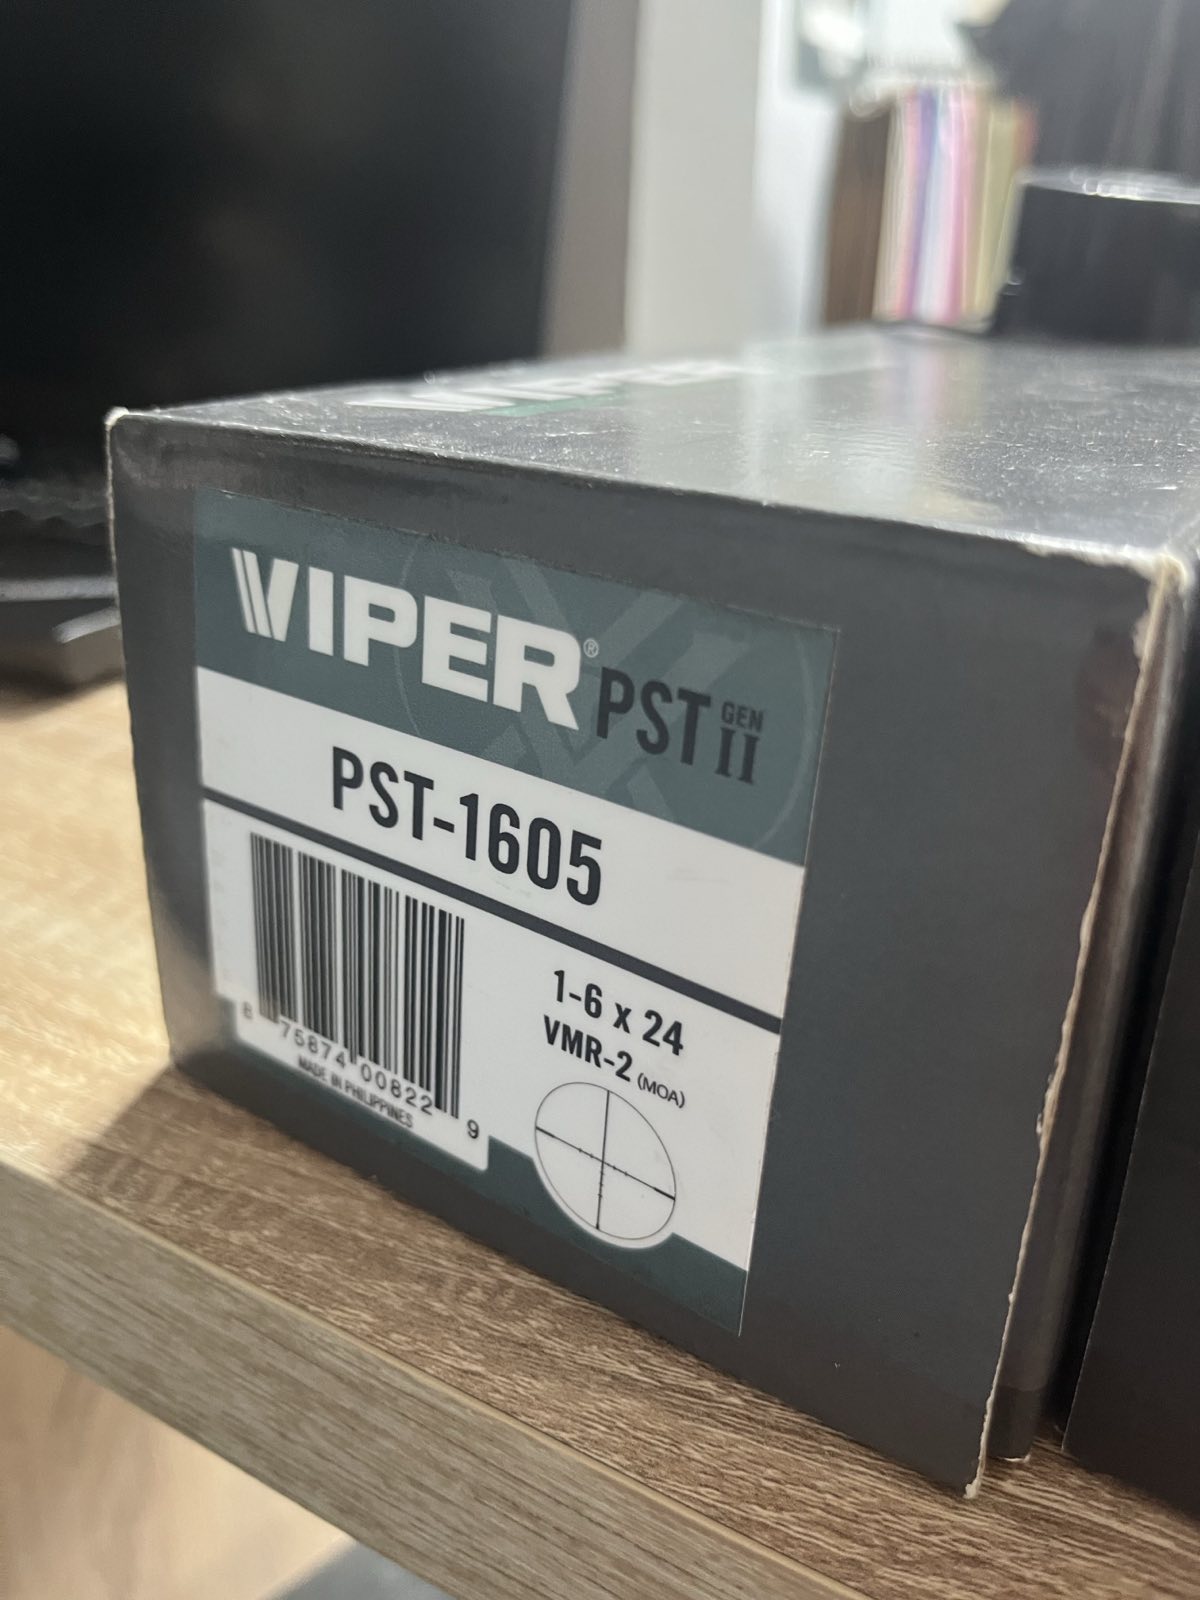 VIPER
VIPER® PST GEN II
PST-1605
1-6 x 24
VMR-2 (MOA)
8 75874 00822 9
MADE IN PHILIPPINES